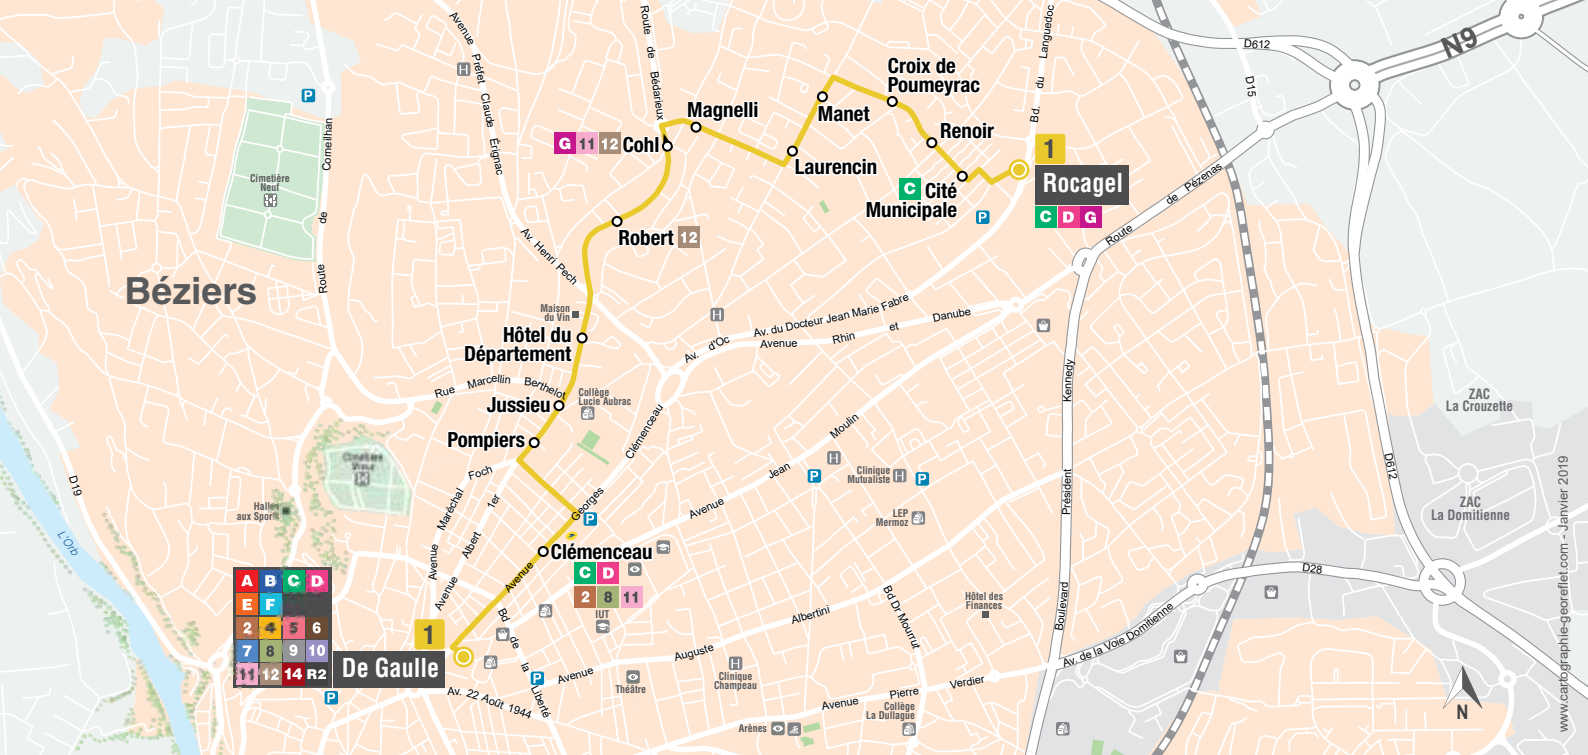 N9
D612
D15
Bd. du Languedoc
Route de Bédarieux
Avenue Préfet Claude Érignac
H
P
Route de Corneilhan
Cimetière
Neuf
Béziers
Croix de
Poumeyrac
Manet
Magnelli
Renoir
G 11 12 Cohl
Laurencin
C Cité
Municipale
P
1
Rocagel
C D G
Route de Pézenas
Robert 12
Av. Henri Pech
Maison
du Vin
H
Hôtel du
Département
Av. d'Oc
Av. du Docteur Jean Marie Fabre
Avenue Rhin et Danube
Rue Marcellin Berthelot
Collège
Lucie Aubrac
Jussieu
Pompiers
Avenue Georges Clémenceau
Avenue Jean Moulin
H
P
Clinique
Mutualiste H
P
LEP
Mermoz
Boulevard Président Kennedy
D612
ZAC
La Crouzette
ZAC
La Domitienne
D28
Cimetière
Vieux
D19
L'Orb
Halles
aux Sports
Avenue Maréchal Foch
Avenue Albert 1er
P
Clémenceau
C D
2 8 11
IUT
A B C D
E F
2 4 5 6
7 8 9 10
11 12 14 R2
1
De Gaulle
P
Av. 22 Août 1944
Bd de la Liberté
P
Avenue Auguste Albertini
Théâtre
H
Clinique
Champeau
Arènes
Avenue Pierre Verdier
Collège
La Dullague
Bd Dr Mourrut
Hôtel des
Finances
Av. de la Voie Domitienne
N
www.cartographie-georeflet.com - Janvier 2019